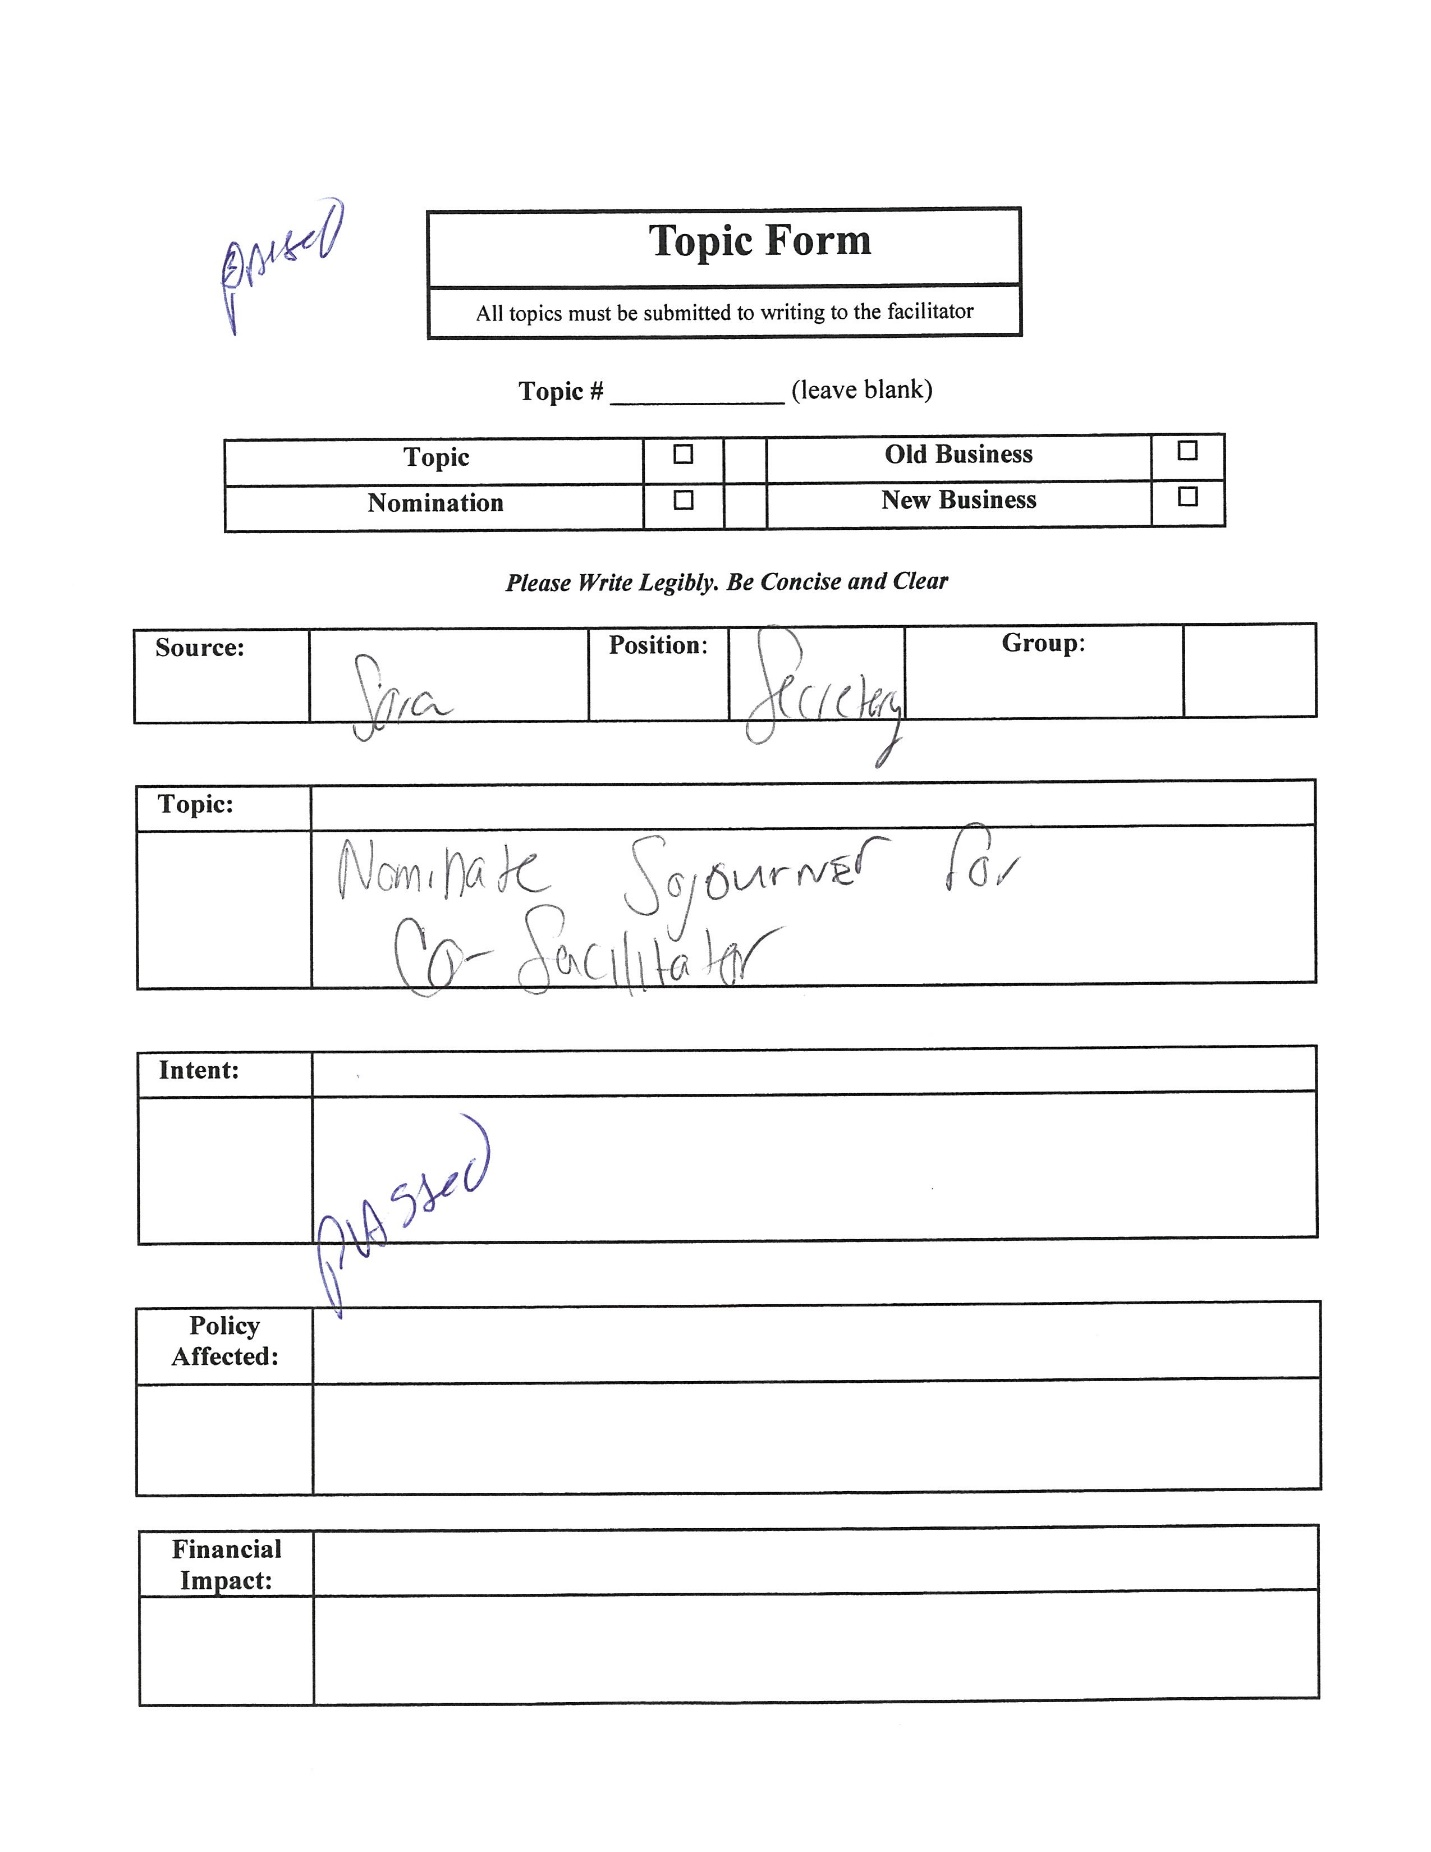 passed
Topic Form
All topics must be submitted to writing to the facilitator
Topic # ____________ (leave blank)
Topic ☐ Old Business ☐
Nomination ☐ New Business ☐
Please Write Legibly. Be Concise and Clear
Source: Sara Position: Secretery Group:
Topic:
Nominate Sojourner for
Co-facilitator
Intent:
passed
Policy
Affected:
Financial
Impact: